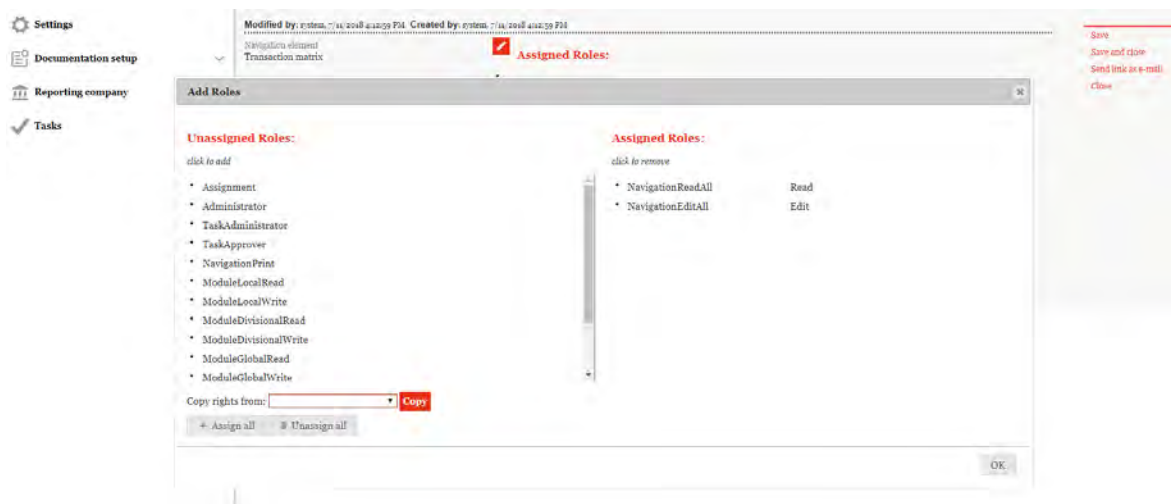 Settings
Documentation setup
Reporting company
Tasks
Modified by: system, 7/11/2018 4:12:59 PM Created by: system, 7/11/2018 4:12:59 PM
Navigation element
Transaction matrix
Assigned Roles:
Save
Save and close
Send link as e-mail
Close
Add Roles
Unassigned Roles:
click to add
Assignment
Administrator
TaskAdministrator
TaskApprover
NavigationPrint
ModuleLocalRead
ModuleLocalWrite
ModuleDivisionalRead
ModuleDivisionalWrite
ModuleGlobalRead
ModuleGlobalWrite
Assigned Roles:
click to remove
NavigationReadAll Read
NavigationEditAll Edit
Copy rights from: Copy
+ Assign all Unassign all
OK